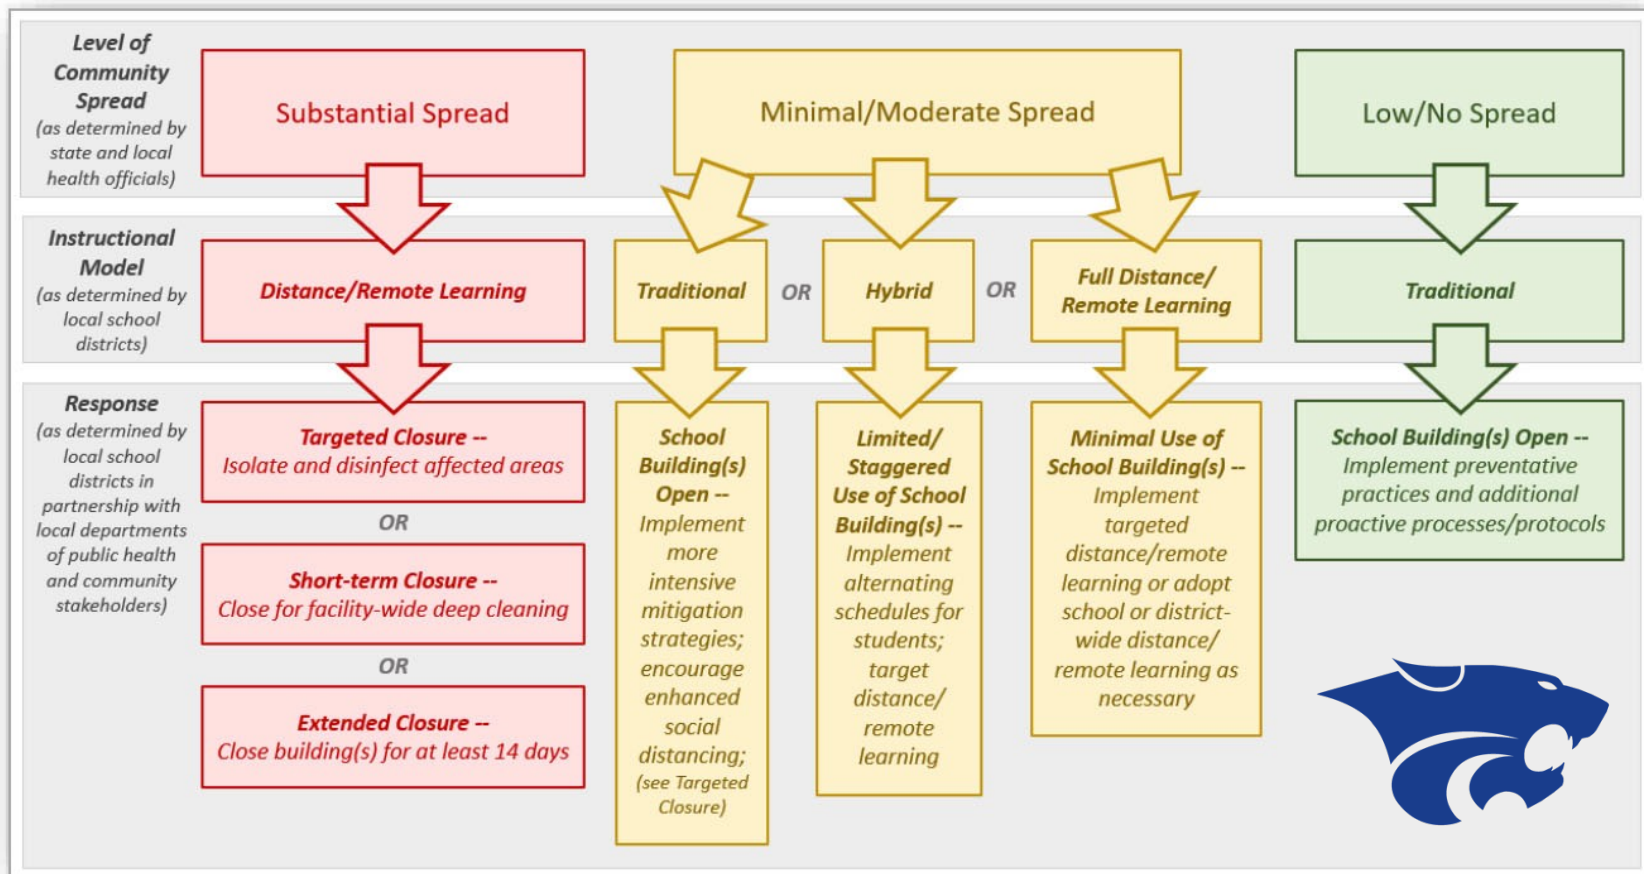 Level of
Community
Spread
(as determined by
state and local
health officials)
Substantial Spread
Minimal/Moderate Spread
Low/No Spread
Instructional
Model
(as determined by
local school
districts)
Distance/Remote Learning
Traditional
OR
Hybrid
OR
Full Distance/
Remote Learning
Traditional
Response
(as determined by
local school
districts in
partnership with
local departments
of public health
and community
stakeholders)
Targeted Closure --
Isolate and disinfect affected areas
OR
Short-term Closure --
Close for facility-wide deep cleaning
OR
Extended Closure --
Close building(s) for at least 14 days
School
Building(s)
Open --
Implement
more
intensive
mitigation
strategies;
encourage
enhanced
social
distancing;
(see Targeted
Closure)
Limited/
Staggered
Use of School
Building(s) --
Implement
alternating
schedules for
students;
target
distance/
remote
learning
Minimal Use of
School Building(s) --
Implement
targeted
distance/remote
learning or adopt
school or district-
wide distance/
remote learning as
necessary
School Building(s) Open --
Implement preventative
practices and additional
proactive processes/protocols